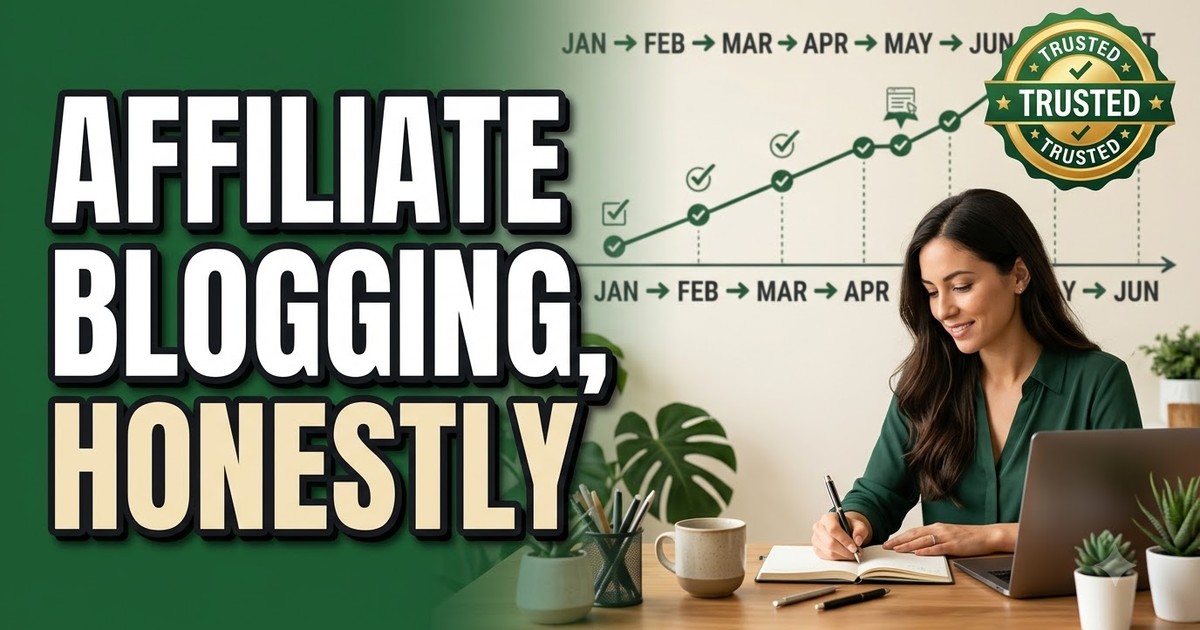 JAN → FEB → MAR → APR → MAY → JUN
TRUSTED
TRUSTED
TRUSTED
AFFILIATE
BLOGGING,
HONESTLY
JAN → FEB → MAR → APR
Y → JUN